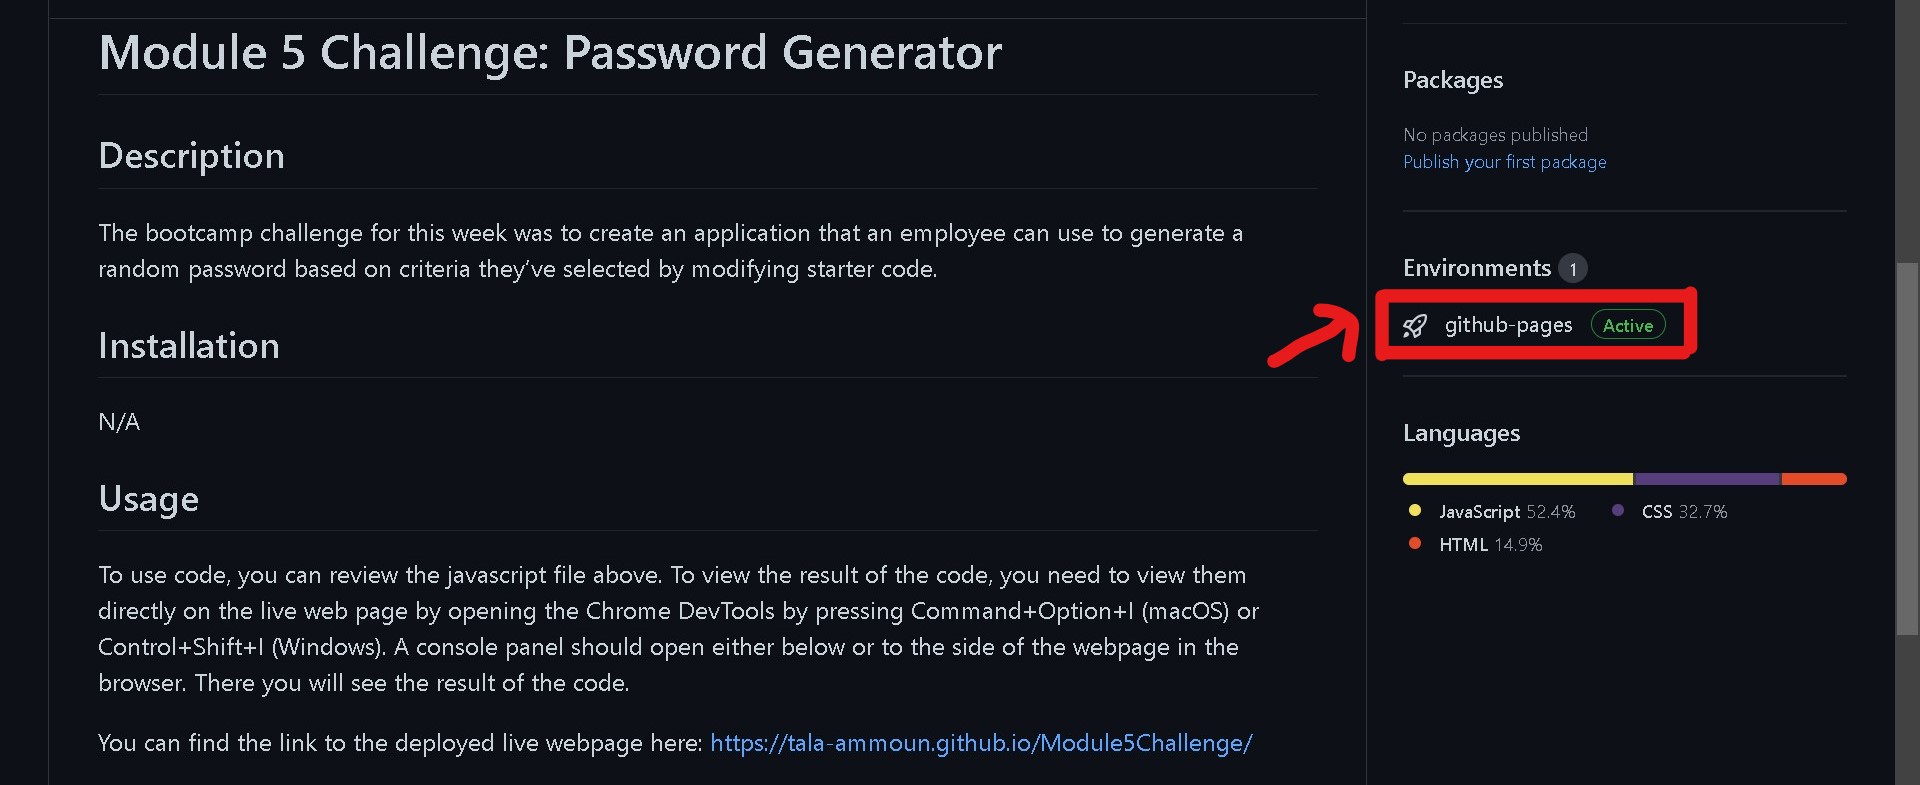 Module 5 Challenge: Password Generator
Description
The bootcamp challenge for this week was to create an application that an employee can use to generate a
random password based on criteria they’ve selected by modifying starter code.
Installation
N/A
Usage
To use code, you can review the javascript file above. To view the result of the code, you need to view them
directly on the live web page by opening the Chrome DevTools by pressing Command+Option+I (macOS) or
Control+Shift+I (Windows). A console panel should open either below or to the side of the webpage in the
browser. There you will see the result of the code.
You can find the link to the deployed live webpage here: https://tala-ammoun.github.io/Module5Challenge/
Packages
No packages published
Publish your first package
Environments 1
github-pages Active
Languages
JavaScript 52.4% CSS 32.7%
HTML 14.9%